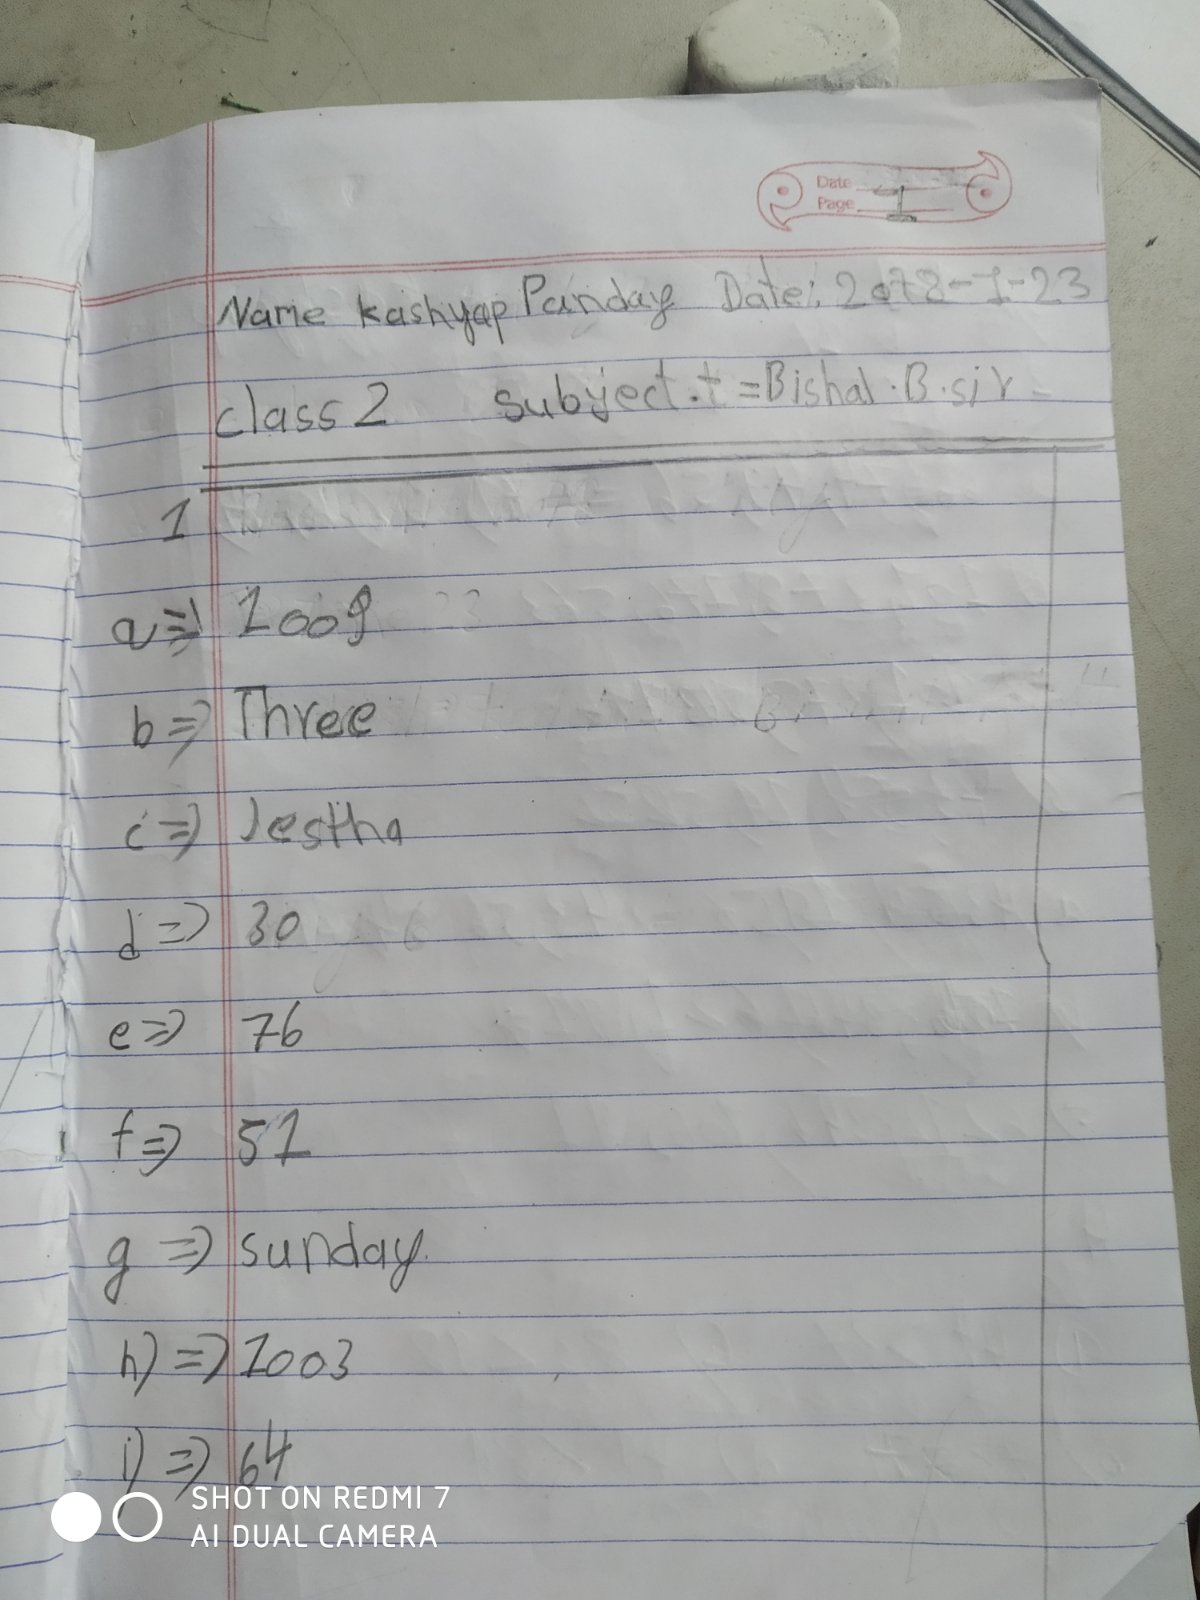 Date
Page 1
Name Kashyap Panday Date: 2078-1-23
class 2 subject.t = Bishal.B.sir
1
a => 1009
b => Three
c => Jestha
d => 30
e => 76
f => 51
g => sunday.
h) => 1003
i) => 64
SHOT ON REDMI 7
AI DUAL CAMERA